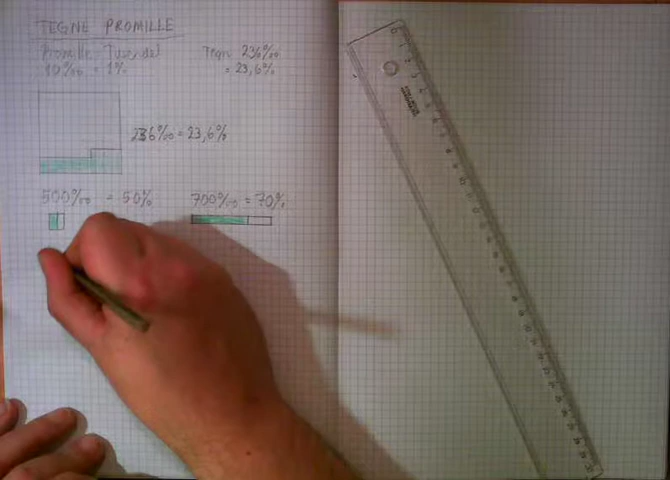 TEGNE PROMILLE
Promille - Tusendel
10‰ = 1%
Tegn 236‰
= 23,6%
236‰ = 23,6%
500‰ = 50%
700‰ = 70%